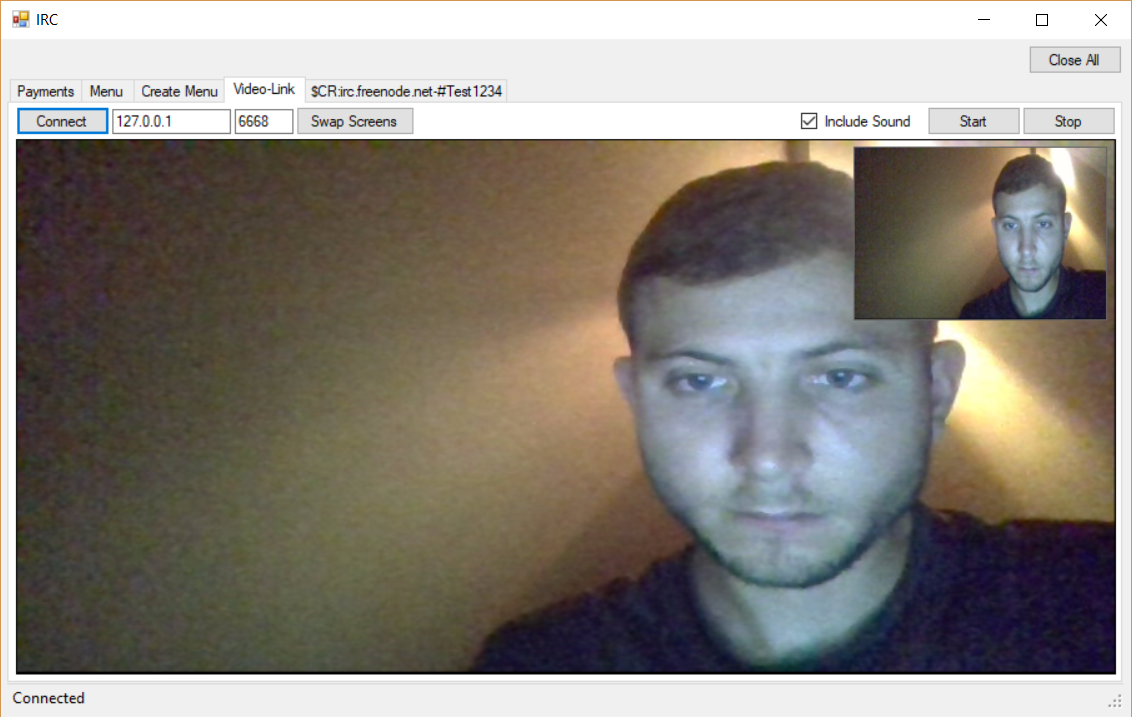 IRC
Close All
Payments Menu Create Menu Video-Link $CR:irc.freenode.net-#Test1234
Connect 127.0.0.1 6668 Swap Screens Include Sound Start Stop
Connected